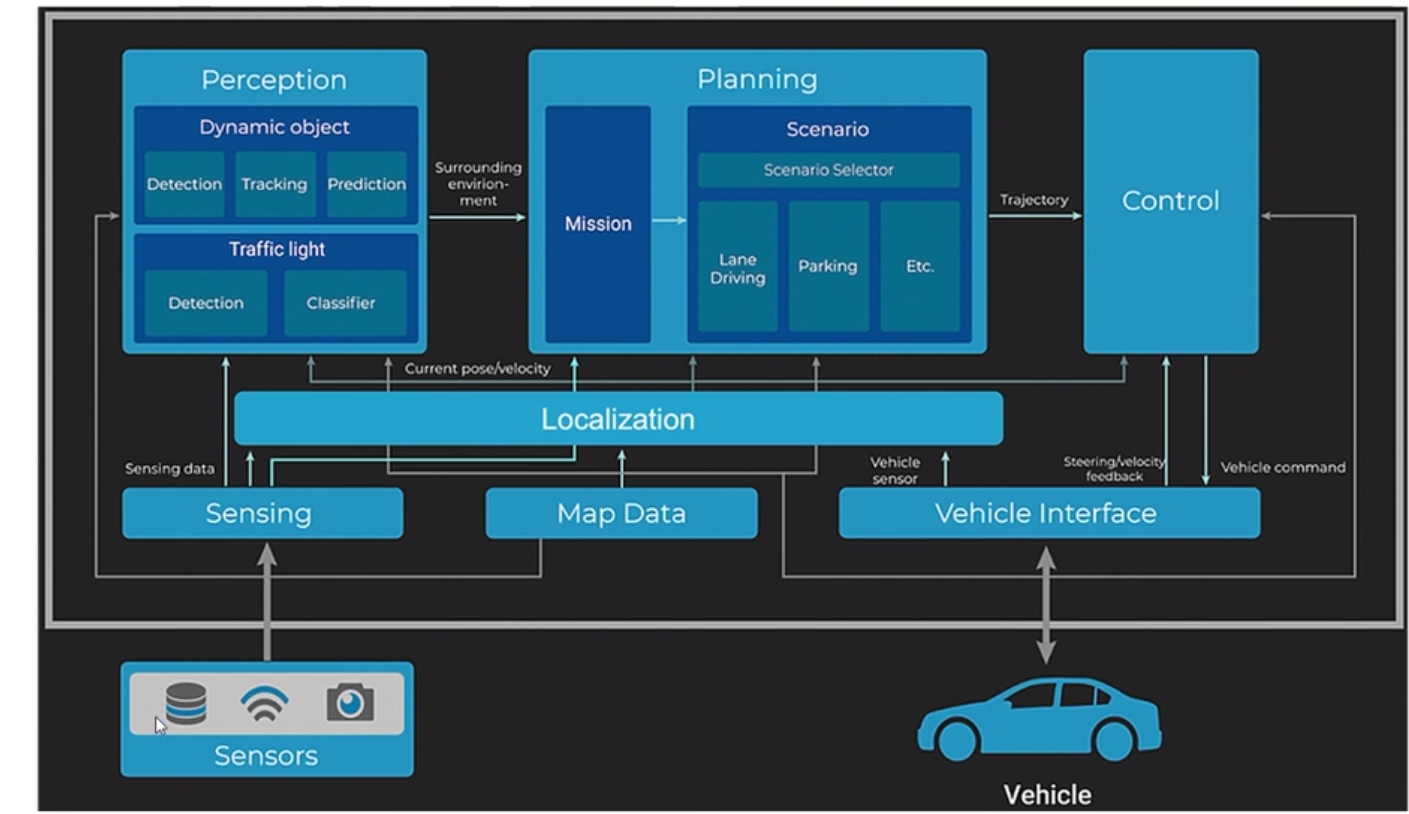 Perception
Planning
Control
Dynamic object
Detection
Tracking
Prediction
Traffic light
Detection
Classifier
Surrounding
envirion-
ment
Mission
Scenario
Scenario Selector
Lane
Driving
Parking
Etc.
Trajectory
Current pose/velocity
Localization
Sensing data
Vehicle
sensor
Steering/velocity
feedback
Vehicle command
Sensing
Map Data
Vehicle Interface
Sensors
Vehicle